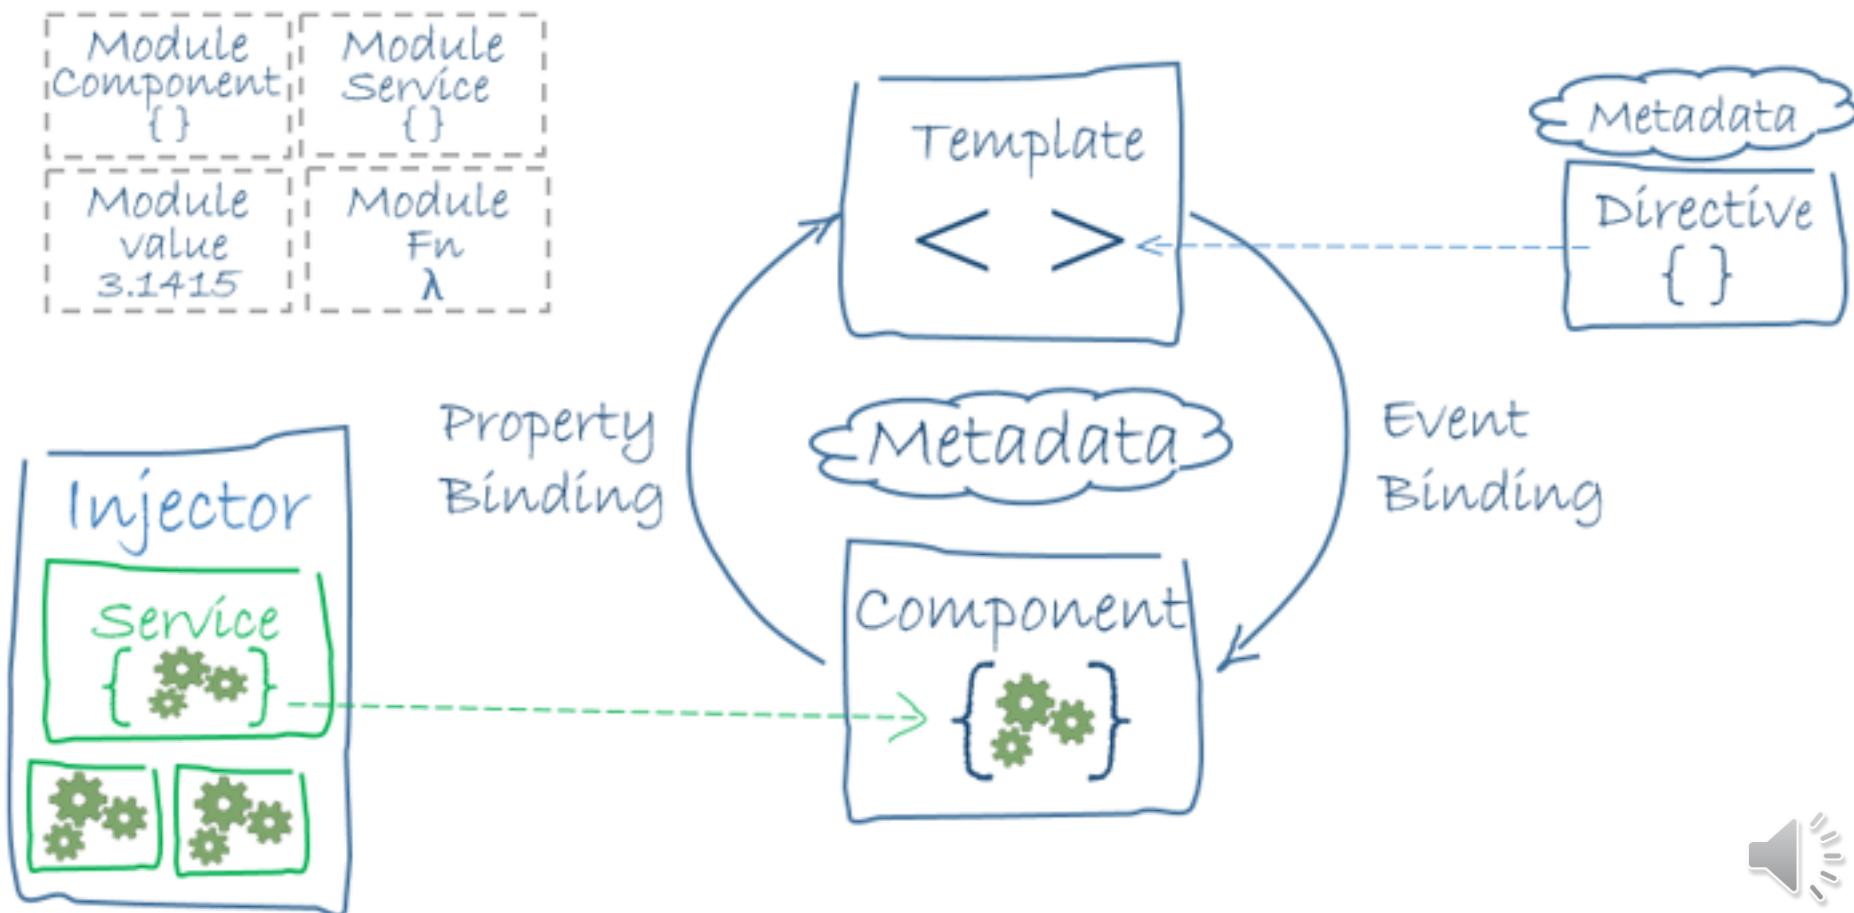 Module
Component
{ }
Module
Service
{ }
Module
value
3.1415
Module
Fn
λ
Template
< >
Metadata
Directive
{ }
Property
Binding
Metadata
Event
Binding
Injector
Service
{ }
Component
{ }